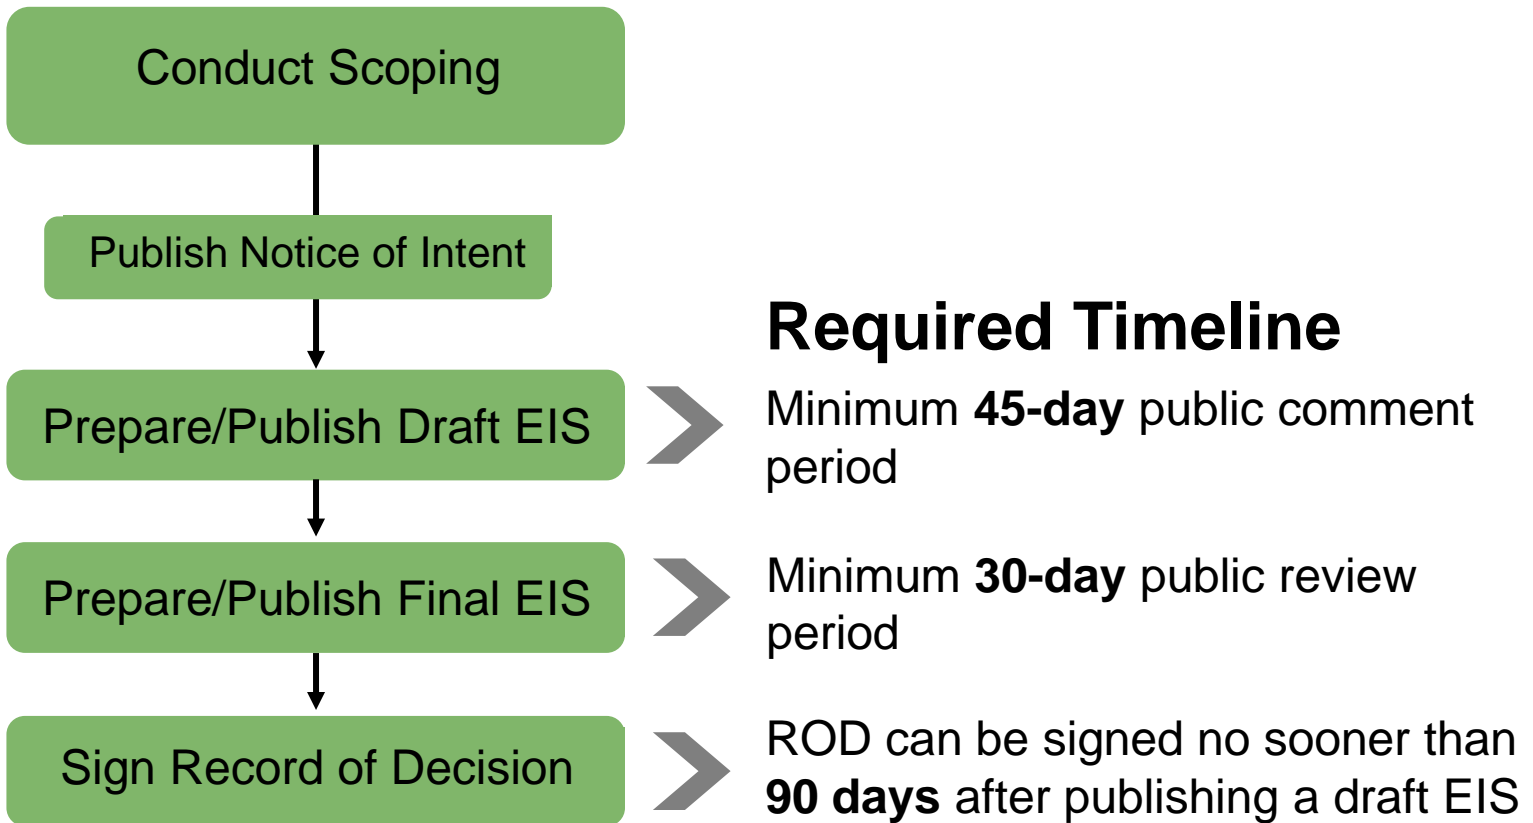 Conduct Scoping
Publish Notice of Intent
Required Timeline
Prepare/Publish Draft EIS
Minimum 45-day public comment
period
Prepare/Publish Final EIS
Minimum 30-day public review
period
Sign Record of Decision
ROD can be signed no sooner than
90 days after publishing a draft EIS